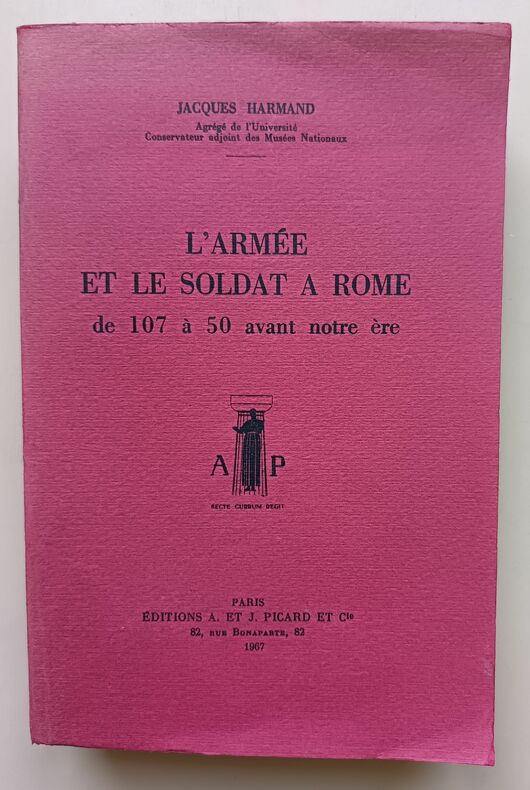 JACQUES HARMAND
Agrégé de l'Université
Conservateur adjoint des Musées Nationaux
L'ARMÉE
ET LE SOLDAT A ROME
de 107 à 50 avant notre ère
A P
RECTE CURRUM REGIT
PARIS
ÉDITIONS A. ET J. PICARD ET Cie
82, RUE BONAPARTE, 82
1967